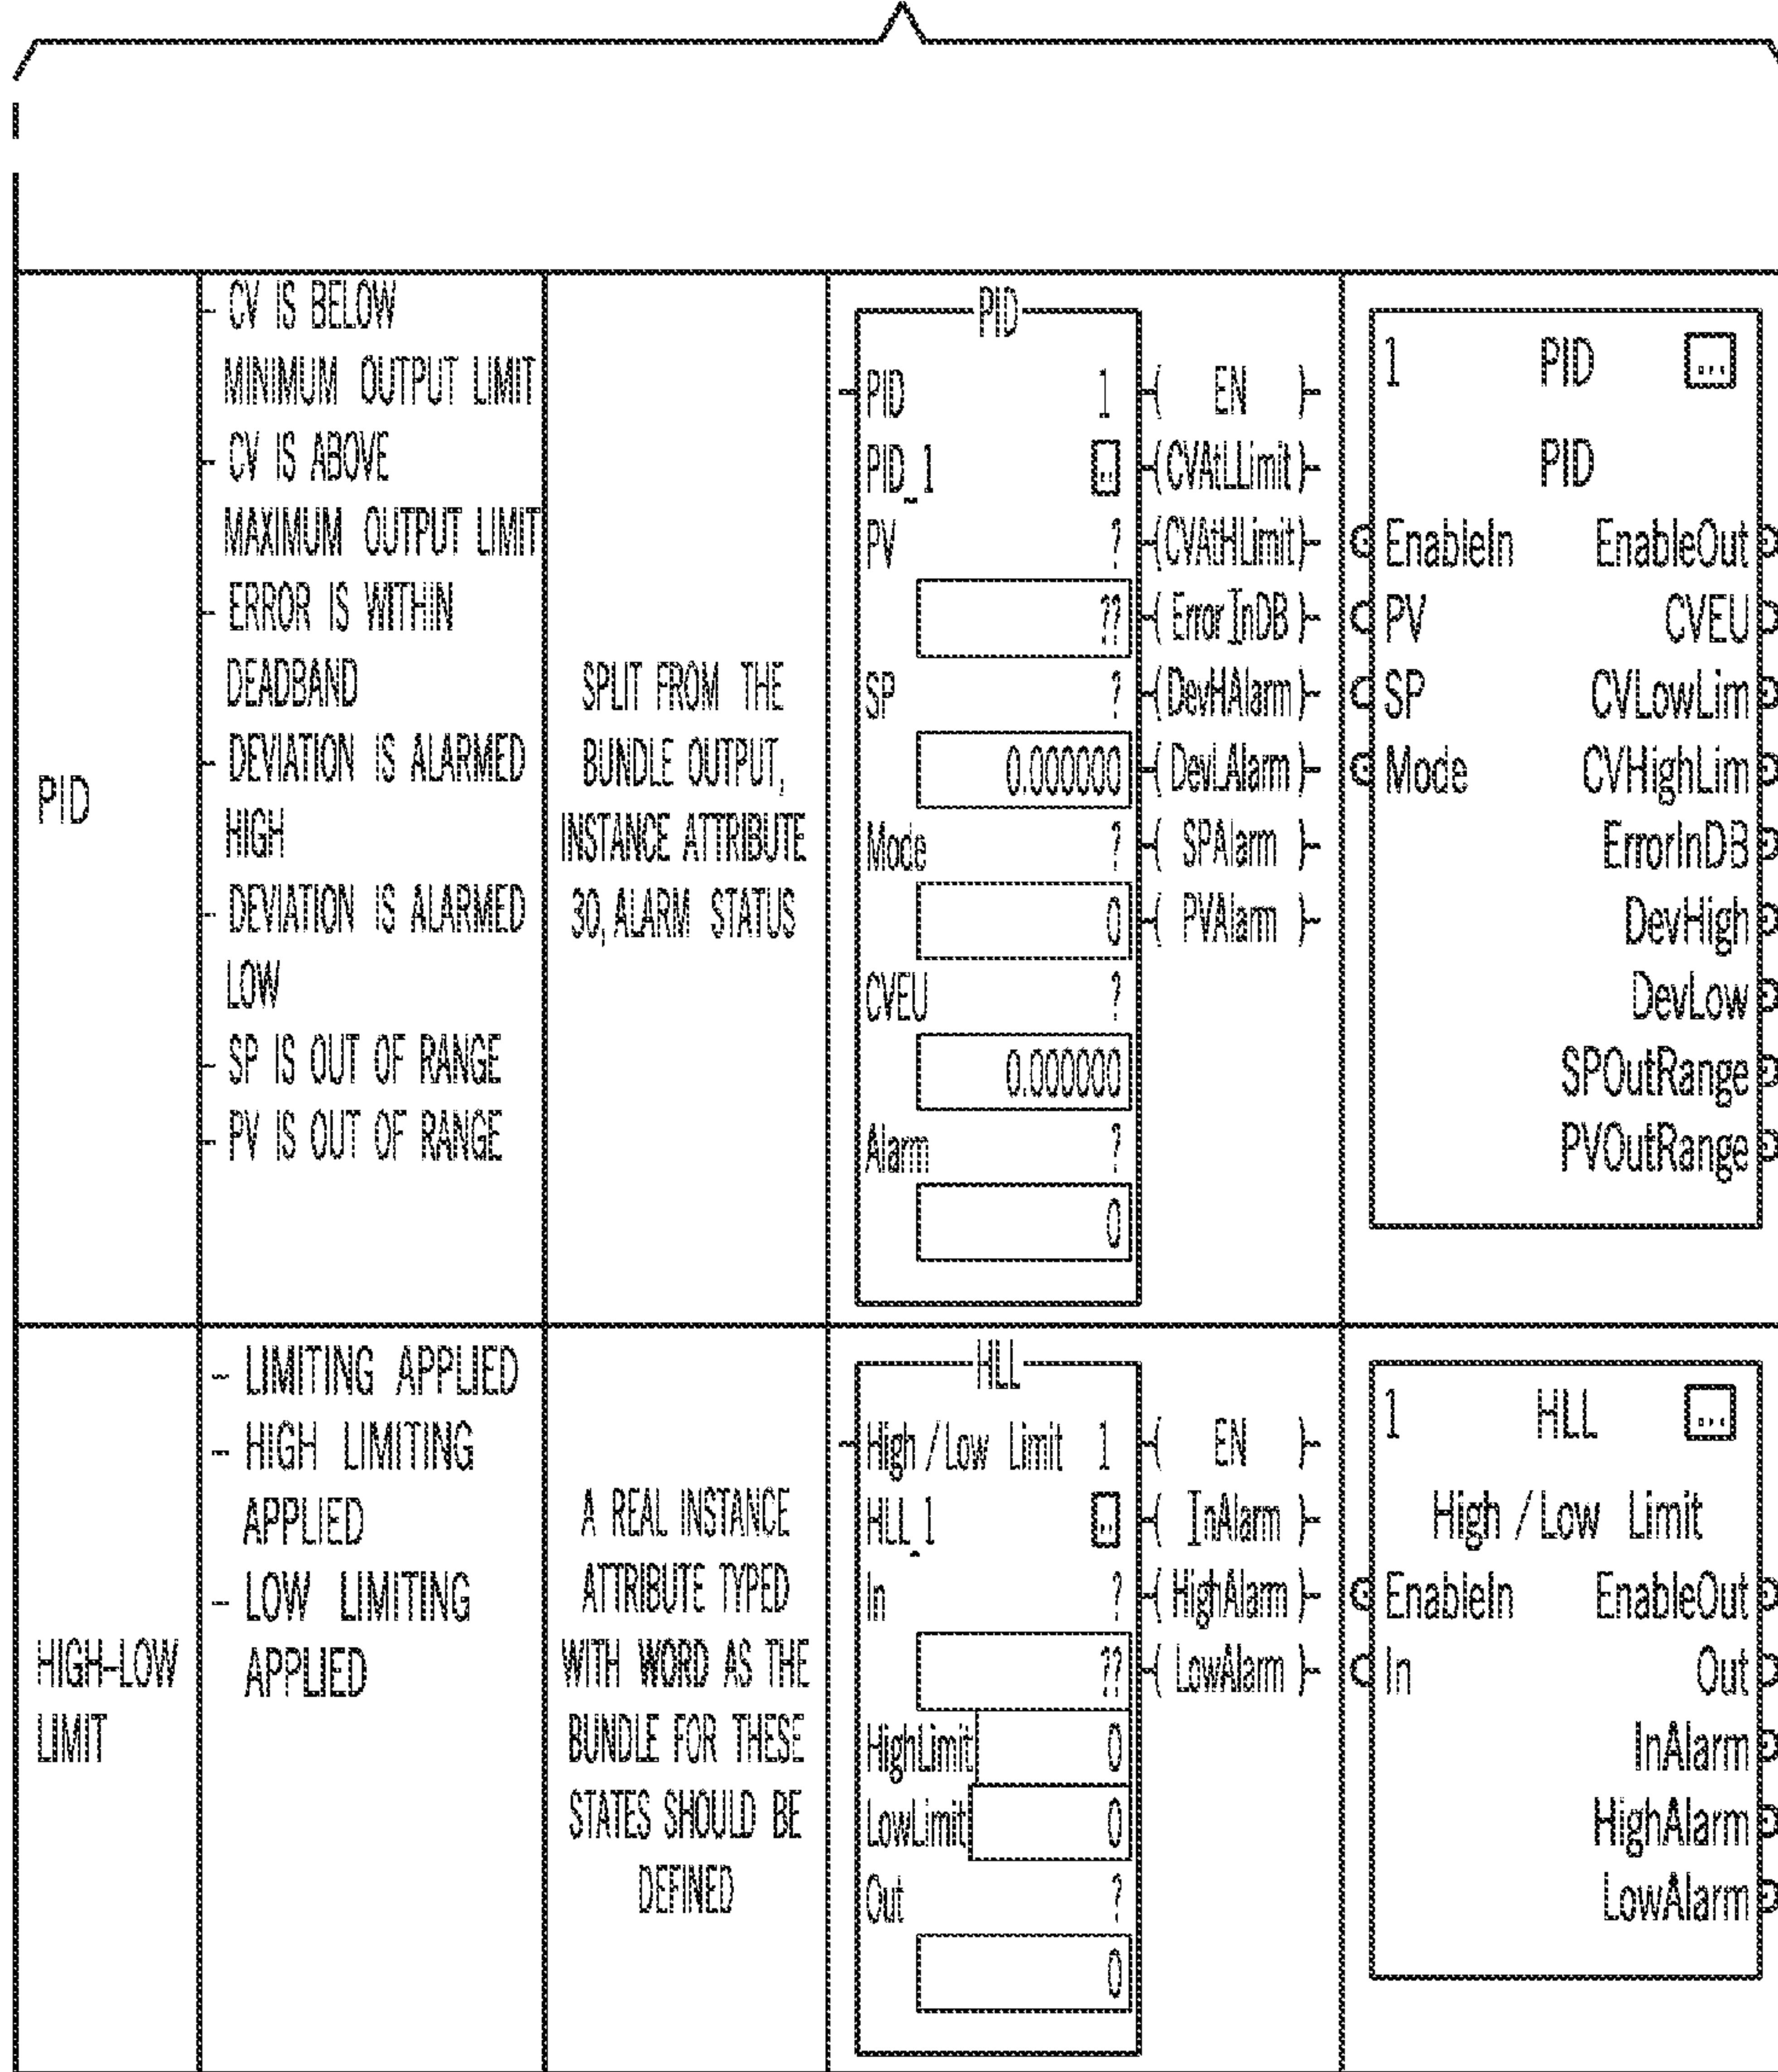 PID
- CV IS BELOW
MINIMUM OUTPUT LIMIT
- CV IS ABOVE
MAXIMUM OUTPUT LIMIT
- ERROR IS WITHIN
DEADBAND
- DEVIATION IS ALARMED
HIGH
- DEVIATION IS ALARMED
LOW
- SP IS OUT OF RANGE
- PV IS OUT OF RANGE
SPLIT FROM THE
BUNDLE OUTPUT,
INSTANCE ATTRIBUTE
30, ALARM STATUS
PID
PID 1 ( EN )
PID_1 .. (CVAtLLimit)
PV ? (CVAtHLimit)
?? ( ErrorInDB )
SP ? (DevHAlarm)
0.000000 ( DevLAlarm )
Mode ? ( SPAlarm )
0 ( PVAlarm )
CVEU ?
0.000000
Alarm ?
0
1 PID ...
PID
EnableIn EnableOut
PV CVEU
SP CVLowLim
Mode CVHighLim
ErrorInDB
DevHigh
DevLow
SPOutRange
PVOutRange
HIGH-LOW
LIMIT
- LIMITING APPLIED
- HIGH LIMITING
APPLIED
- LOW LIMITING
APPLIED
A REAL INSTANCE
ATTRIBUTE TYPED
WITH WORD AS THE
BUNDLE FOR THESE
STATES SHOULD BE
DEFINED
HLL
High / Low Limit 1 ( EN )
HLL_1 .. ( InAlarm )
In ? ( HighAlarm )
?? ( LowAlarm )
HighLimit 0
LowLimit 0
Out ?
0
1 HLL ...
High / Low Limit
EnableIn EnableOut
In Out
InAlarm
HighAlarm
LowAlarm